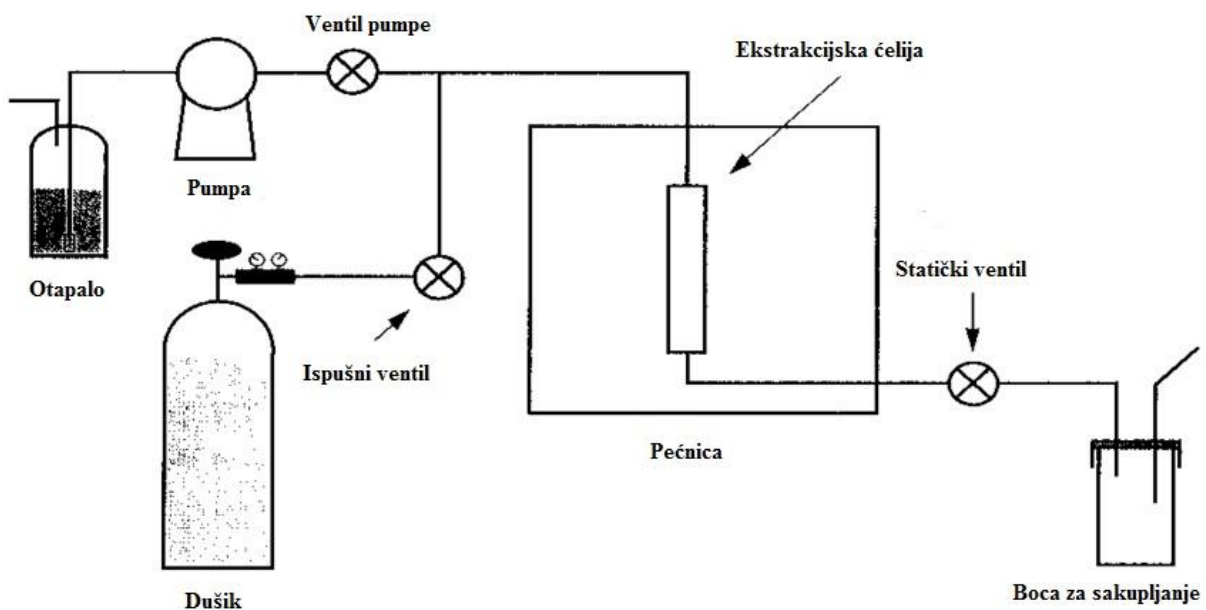 Ventil pumpe
Ekstrakcijska ćelija
Pumpa
Otapalo
Statički ventil
Ispušni ventil
Pećnica
Dušik
Boca za sakupljanje